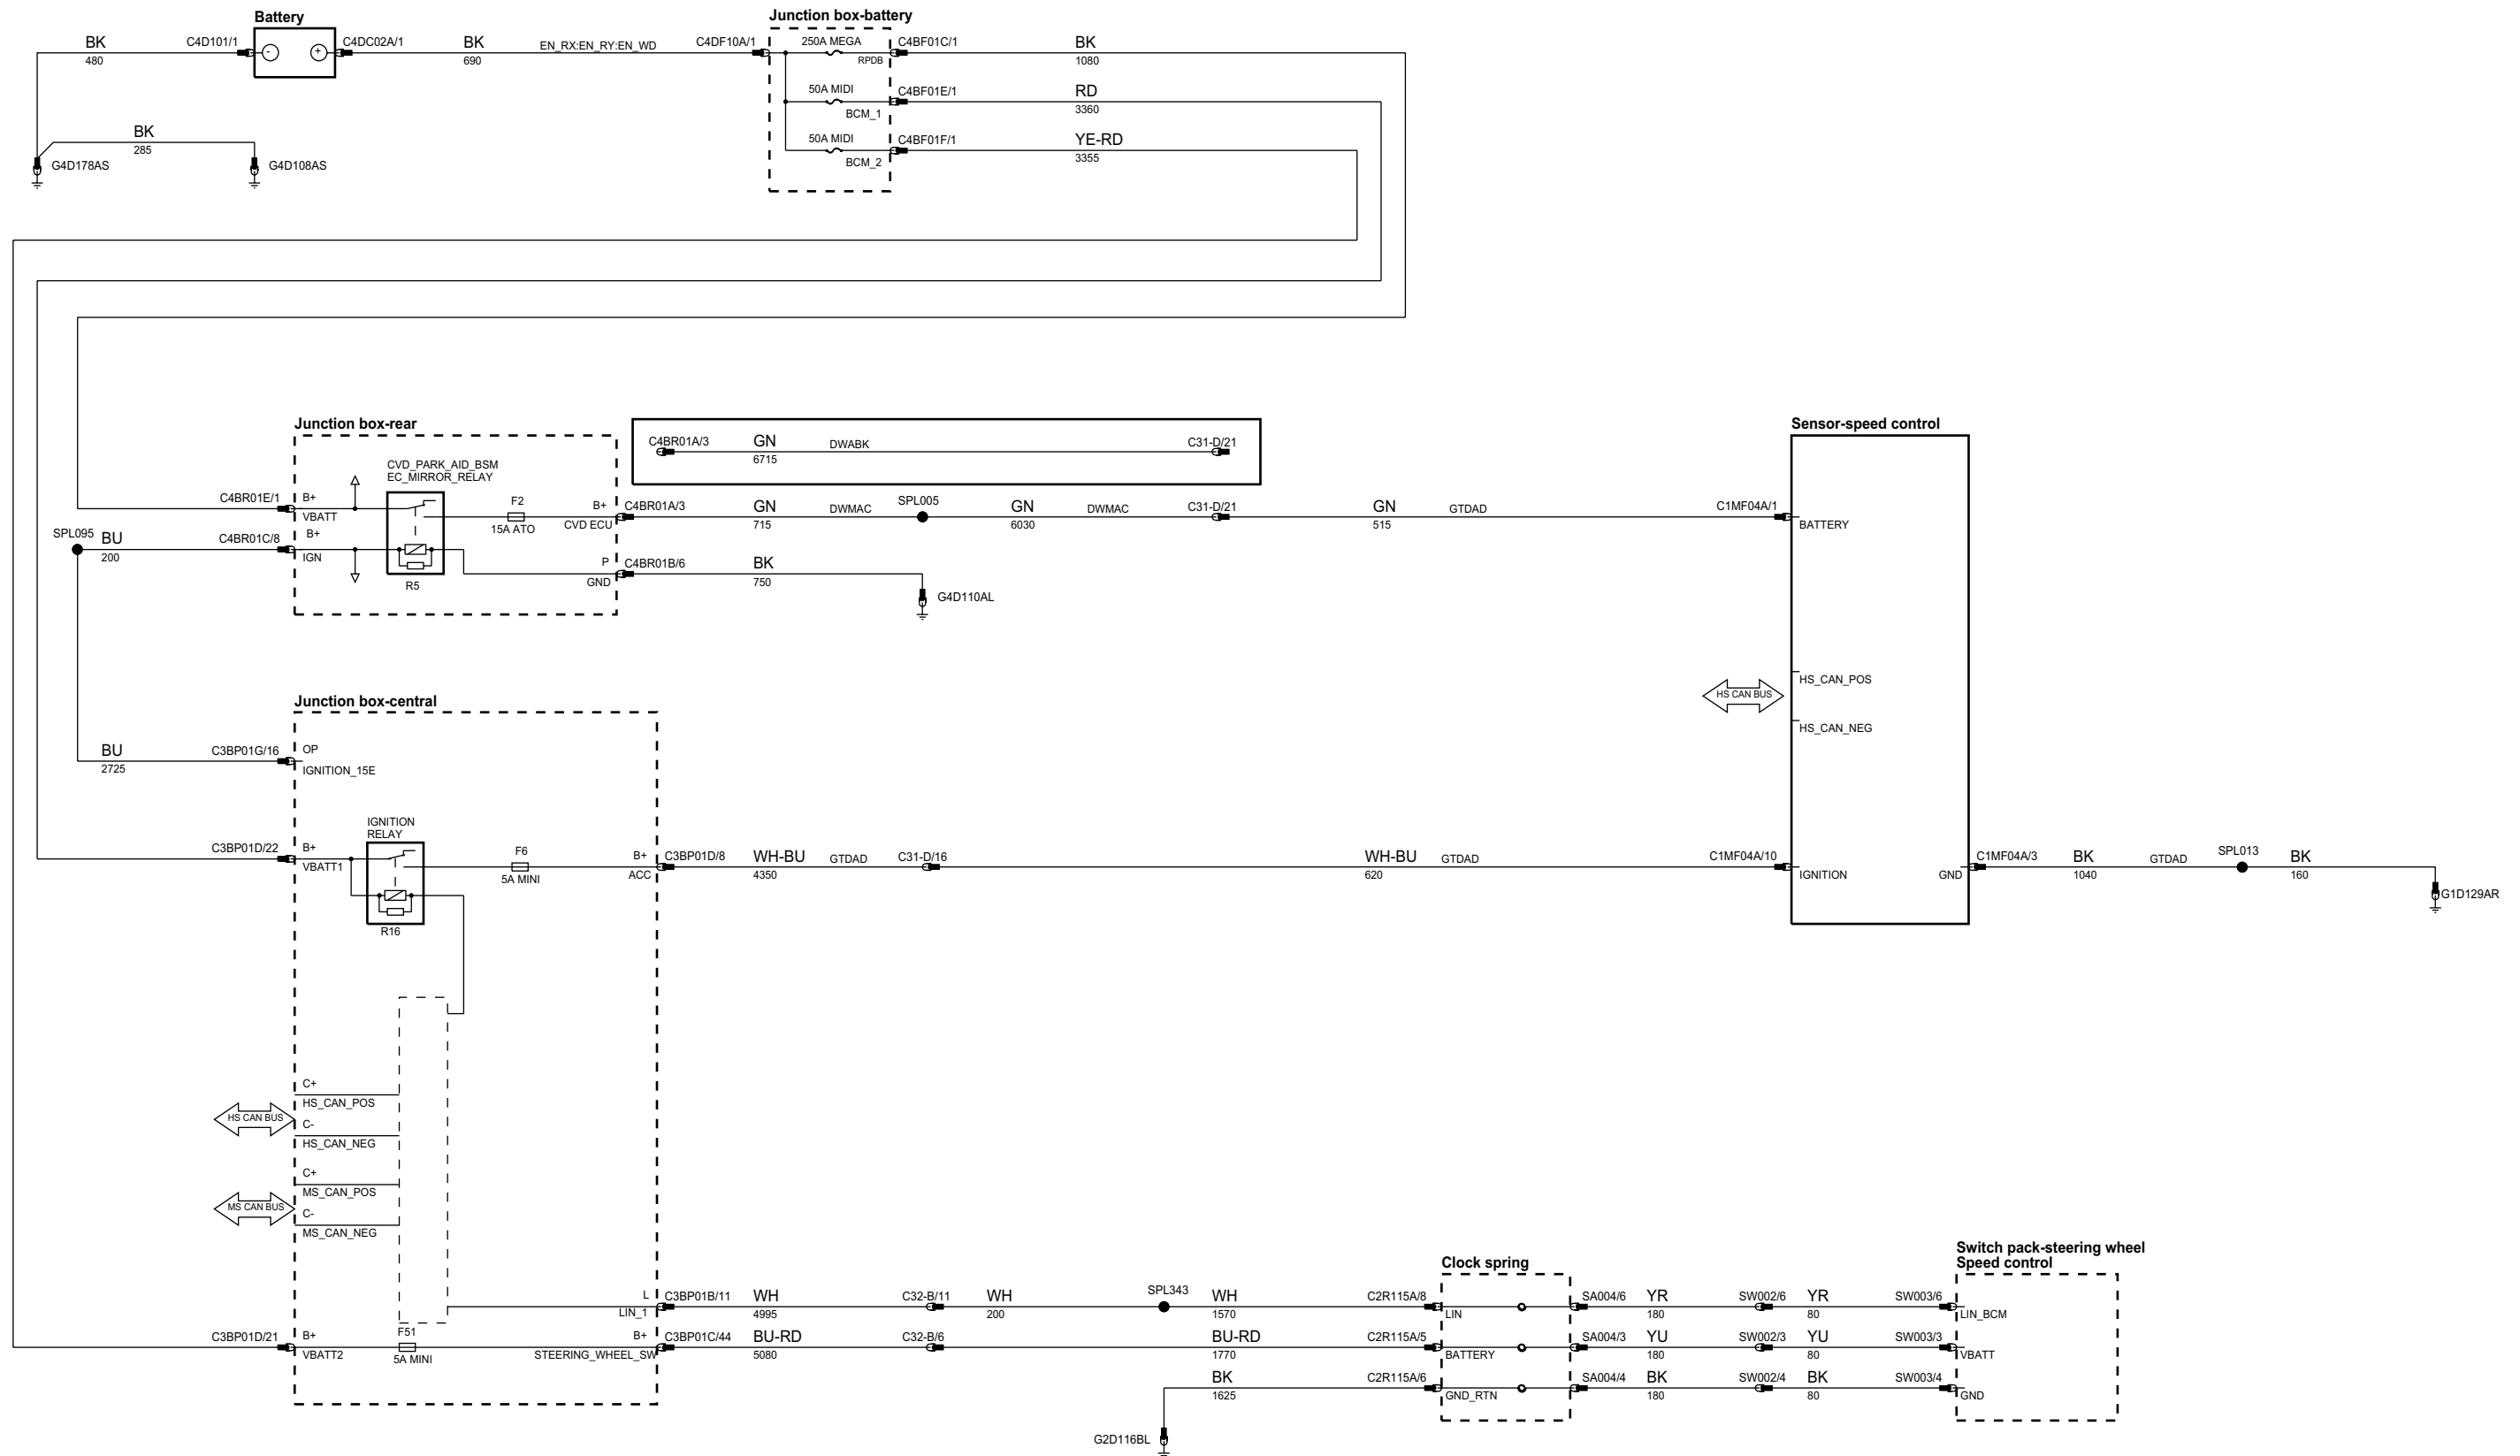 Battery
Junction box-battery
BK
480
C4D101/1
-
+
C4DC02A/1
BK
690
EN_RX:EN_RY:EN_WD
C4DF10A/1
250A MEGA
RPDB
C4BF01C/1
BK
1080
50A MIDI
BCM_1
C4BF01E/1
RD
3360
50A MIDI
BCM_2
C4BF01F/1
YE-RD
3355
BK
285
G4D178AS
G4D108AS
Junction box-rear
Sensor-speed control
C4BR01A/3
GN
6715
DWABK
C31-D/21
CVD_PARK_AID_BSM
EC_MIRROR_RELAY
C4BR01E/1
B+
VBATT
F2
15A ATO
B+
CVD ECU
C4BR01A/3
GN
715
DWMAC
SPL005
GN
6030
DWMAC
C31-D/21
GN
515
GTDAD
C1MF04A/1
BATTERY
SPL095
BU
200
C4BR01C/8
B+
IGN
R5
P
GND
C4BR01B/6
BK
750
G4D110AL
HS CAN BUS
HS_CAN_POS
HS_CAN_NEG
Junction box-central
BU
2725
C3BP01G/16
OP
IGNITION_15E
IGNITION
RELAY
C3BP01D/22
B+
VBATT1
R16
F6
5A MINI
B+
ACC
C3BP01D/8
WH-BU
4350
GTDAD
C31-D/16
WH-BU
620
GTDAD
C1MF04A/10
IGNITION
GND
C1MF04A/3
BK
1040
GTDAD
SPL013
BK
160
G1D129AR
C+
HS_CAN_POS
HS CAN BUS
C-
HS_CAN_NEG
C+
MS_CAN_POS
MS CAN BUS
C-
MS_CAN_NEG
Clock spring
Switch pack-steering wheel
Speed control
L
LIN_1
C3BP01B/11
WH
4995
C32-B/11
WH
200
SPL343
WH
1570
C2R115A/8
LIN
SA004/6
YR
180
SW002/6
YR
80
SW003/6
LIN_BCM
C3BP01D/21
B+
VBATT2
F51
5A MINI
B+
STEERING_WHEEL_SW
C3BP01C/44
BU-RD
5080
C32-B/6
BU-RD
1770
C2R115A/5
BATTERY
SA004/3
YU
180
SW002/3
YU
80
SW003/3
VBATT
BK
1625
C2R115A/6
GND_RTN
SA004/4
BK
180
SW002/4
BK
80
SW003/4
GND
G2D116BL